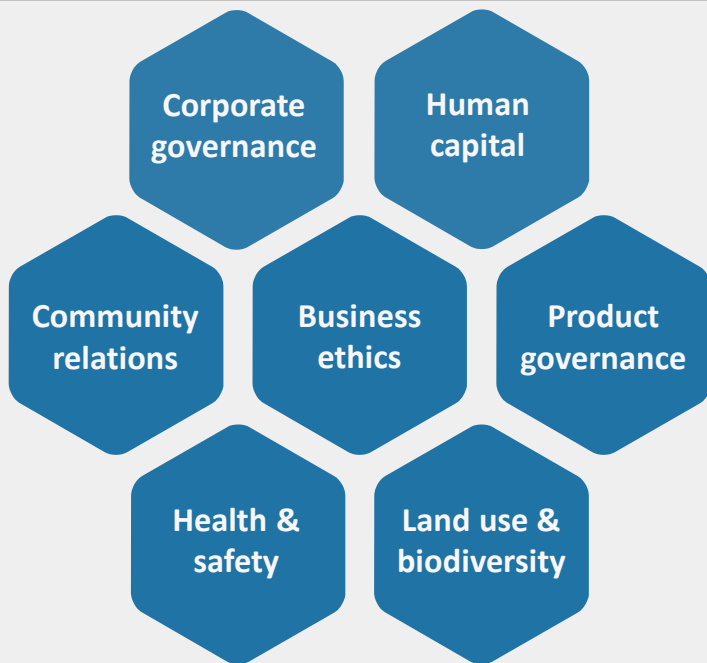 Corporate
governance
Human
capital
Community
relations
Business
ethics
Product
governance
Health &
safety
Land use &
biodiversity